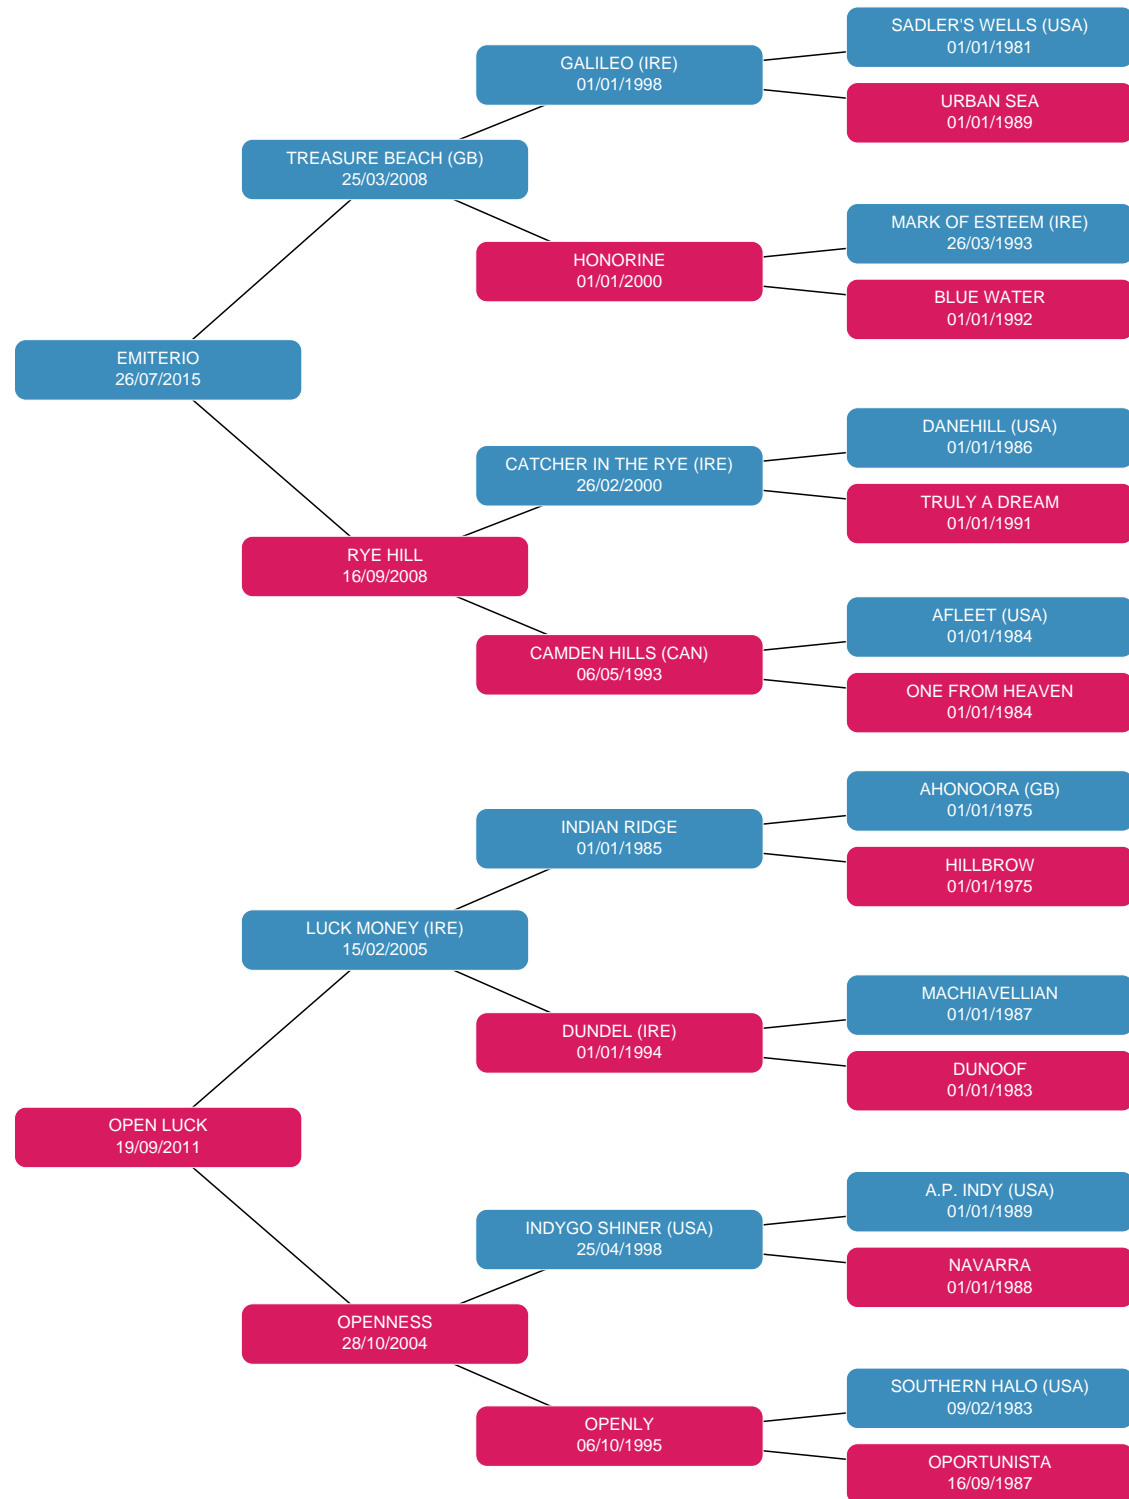 SADLER'S WELLS (USA)
01/01/1981
GALILEO (IRE)
01/01/1998
URBAN SEA
01/01/1989
TREASURE BEACH (GB)
25/03/2008
MARK OF ESTEEM (IRE)
26/03/1993
HONORINE
01/01/2000
BLUE WATER
01/01/1992
EMITERIO
26/07/2015
DANEHILL (USA)
01/01/1986
CATCHER IN THE RYE (IRE)
26/02/2000
TRULY A DREAM
01/01/1991
RYE HILL
16/09/2008
AFLEET (USA)
01/01/1984
CAMDEN HILLS (CAN)
06/05/1993
ONE FROM HEAVEN
01/01/1984
AHONOORA (GB)
01/01/1975
INDIAN RIDGE
01/01/1985
HILLBROW
01/01/1975
LUCK MONEY (IRE)
15/02/2005
MACHIAVELLIAN
01/01/1987
DUNDEL (IRE)
01/01/1994
DUNOOF
01/01/1983
OPEN LUCK
19/09/2011
A.P. INDY (USA)
01/01/1989
INDYGO SHINER (USA)
25/04/1998
NAVARRA
01/01/1988
OPENNESS
28/10/2004
SOUTHERN HALO (USA)
09/02/1983
OPENLY
06/10/1995
OPORTUNISTA
16/09/1987